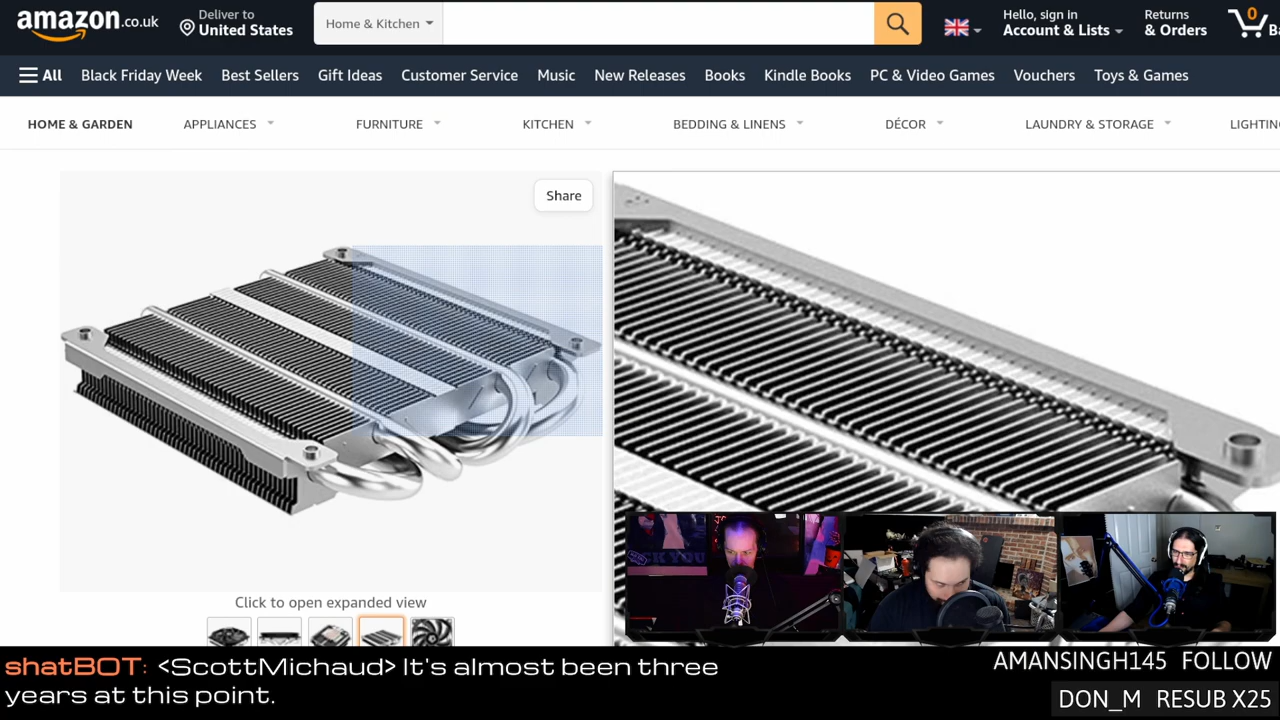 amazon.co.uk
Deliver to
United States
Home & Kitchen
Hello, sign in
Account & Lists
Returns
& Orders
0
All
Black Friday Week
Best Sellers
Gift Ideas
Customer Service
Music
New Releases
Books
Kindle Books
PC & Video Games
Vouchers
Toys & Games
HOME & GARDEN
APPLIANCES
FURNITURE
KITCHEN
BEDDING & LINENS
DÉCOR
LAUNDRY & STORAGE
LIGHTIN
Share
Click to open expanded view
shatBOT: <ScottMichaud> It's almost been three
years at this point.
AMANSINGH145 FOLLOW
DON_M RESUB X25